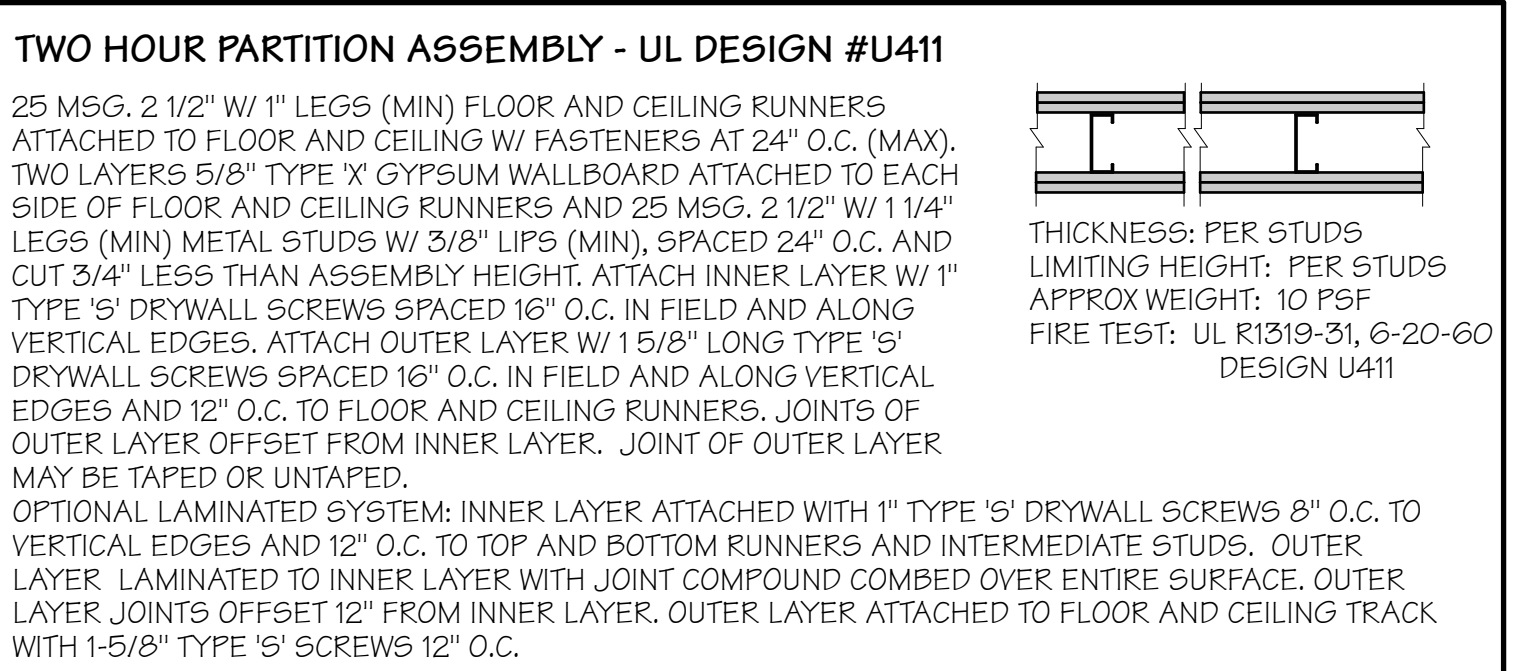 TWO HOUR PARTITION ASSEMBLY - UL DESIGN #U411
25 MSG. 2 1/2" W/ 1" LEGS (MIN) FLOOR AND CEILING RUNNERS
ATTACHED TO FLOOR AND CEILING W/ FASTENERS AT 24" O.C. (MAX).
TWO LAYERS 5/8" TYPE 'X' GYPSUM WALLBOARD ATTACHED TO EACH
SIDE OF FLOOR AND CEILING RUNNERS AND 25 MSG. 2 1/2" W/ 1 1/4"
LEGS (MIN) METAL STUDS W/ 3/8" LIPS (MIN), SPACED 24" O.C. AND
CUT 3/4" LESS THAN ASSEMBLY HEIGHT. ATTACH INNER LAYER W/ 1"
TYPE 'S' DRYWALL SCREWS SPACED 16" O.C. IN FIELD AND ALONG
VERTICAL EDGES. ATTACH OUTER LAYER W/ 1 5/8" LONG TYPE 'S'
DRYWALL SCREWS SPACED 16" O.C. IN FIELD AND ALONG VERTICAL
EDGES AND 12" O.C. TO FLOOR AND CEILING RUNNERS. JOINTS OF
OUTER LAYER OFFSET FROM INNER LAYER. JOINT OF OUTER LAYER
MAY BE TAPED OR UNTAPED.
OPTIONAL LAMINATED SYSTEM: INNER LAYER ATTACHED WITH 1" TYPE 'S' DRYWALL SCREWS 8" O.C. TO
VERTICAL EDGES AND 12" O.C. TO TOP AND BOTTOM RUNNERS AND INTERMEDIATE STUDS. OUTER
LAYER LAMINATED TO INNER LAYER WITH JOINT COMPOUND COMBED OVER ENTIRE SURFACE. OUTER
LAYER JOINTS OFFSET 12" FROM INNER LAYER. OUTER LAYER ATTACHED TO FLOOR AND CEILING TRACK
WITH 1-5/8" TYPE 'S' SCREWS 12" O.C.
THICKNESS: PER STUDS
LIMITING HEIGHT: PER STUDS
APPROX WEIGHT: 10 PSF
FIRE TEST: UL R1319-31, 6-20-60
DESIGN U411